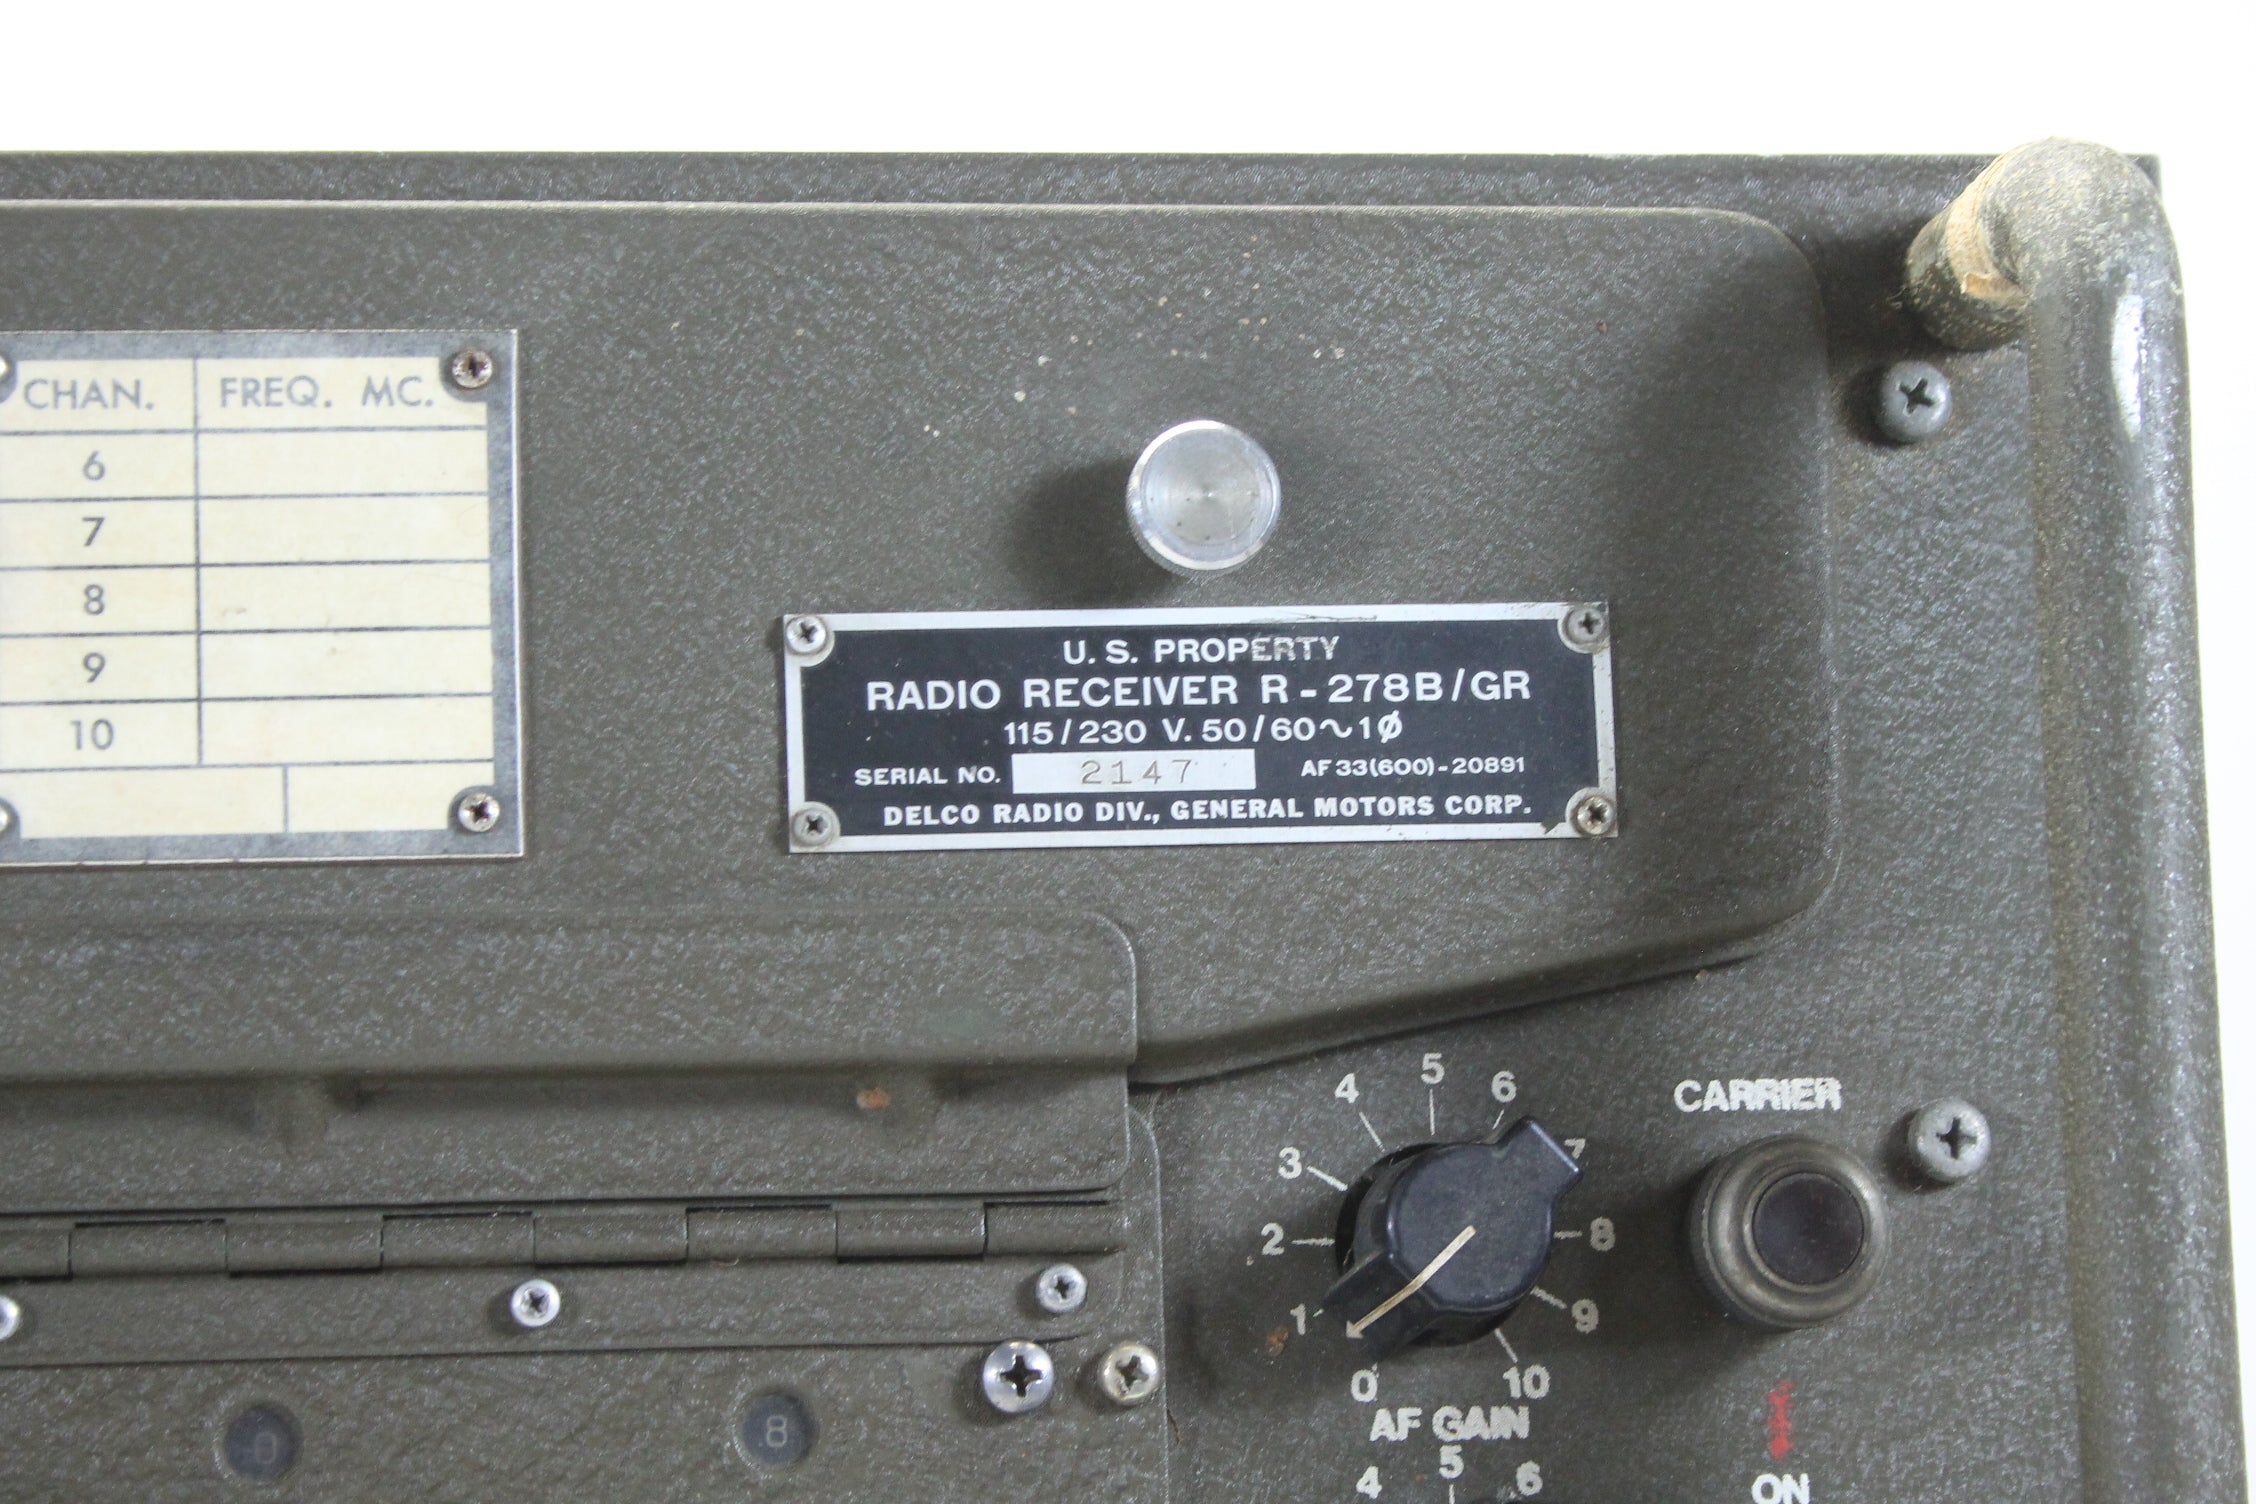 CHAN. FREQ. MC.
6
7
8
9
10
U. S. PROPERTY
RADIO RECEIVER R-278B/GR
115/230 V. 50/60~1Ø
SERIAL NO. 2147 AF 33(600)-20891
DELCO RADIO DIV., GENERAL MOTORS CORP.
0 1 2 3 4 5 6 7 8 9 10
AF GAIN
CARRIER
0
8
4 5 6
ON